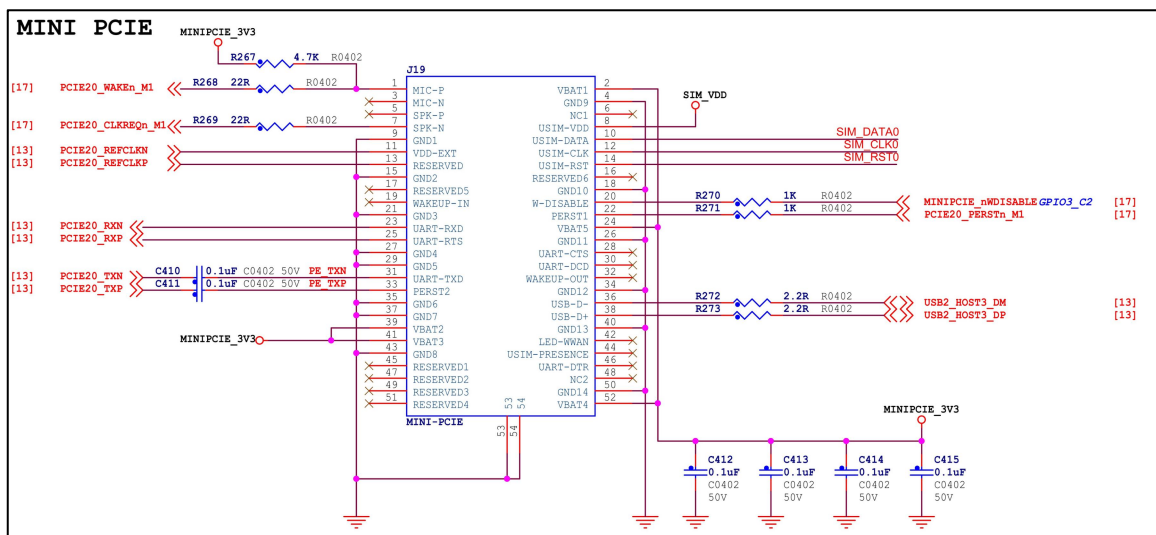 MINI PCIE
MINIPCIE_3V3
R267 4.7K R0402
J19
[17] PCIE20_WAKEn_M1 R268 22R R0402 1 MIC-P VBAT1 2
3 MIC-N GND9 4 SIM_VDD
5 SPK-P NC1 6
[17] PCIE20_CLKREQn_M1 R269 22R R0402 7 SPK-N USIM-VDD 8
9 GND1 USIM-DATA 10 SIM_DATA0
[13] PCIE20_REFCLKN 11 VDD-EXT USIM-CLK 12 SIM_CLK0
[13] PCIE20_REFCLKP 13 RESERVED USIM-RST 14 SIM_RST0
15 GND2 RESERVED6 16
17 RESERVED5 GND10 18
19 WAKEUP-IN W-DISABLE 20 R270 1K R0402 MINIPCIE_nWDISABLE GPIO3_C2 [17]
21 GND3 PERST1 22 R271 1K R0402 PCIE20_PERSTn_M1 [17]
[13] PCIE20_RXN 23 UART-RXD VBAT5 24
[13] PCIE20_RXP 25 UART-RTS GND11 26
27 GND4 UART-CTS 28
29 GND5 UART-DCD 30
[13] PCIE20_TXN C410 0.1uF C0402 50V PE_TXN 31 UART-TXD WAKEUP-OUT 32
[13] PCIE20_TXP C411 0.1uF C0402 50V PE_TXP 33 PERST2 GND12 34
35 GND6 USB-D- 36 R272 2.2R R0402 USB2_HOST3_DM [13]
37 GND7 USB-D+ 38 R273 2.2R R0402 USB2_HOST3_DP [13]
39 VBAT2 GND13 40
MINIPCIE_3V3 41 VBAT3 LED-WWAN 42
43 GND8 USIM-PRESENCE 44
45 RESERVED1 UART-DTR 46
47 RESERVED2 NC2 48
49 RESERVED3 GND14 50
51 RESERVED4 VBAT4 52
53 54
MINI-PCIE
53 54
MINIPCIE_3V3
C412 C413 C414 C415
0.1uF 0.1uF 0.1uF 0.1uF
C0402 C0402 C0402 C0402
50V 50V 50V 50V